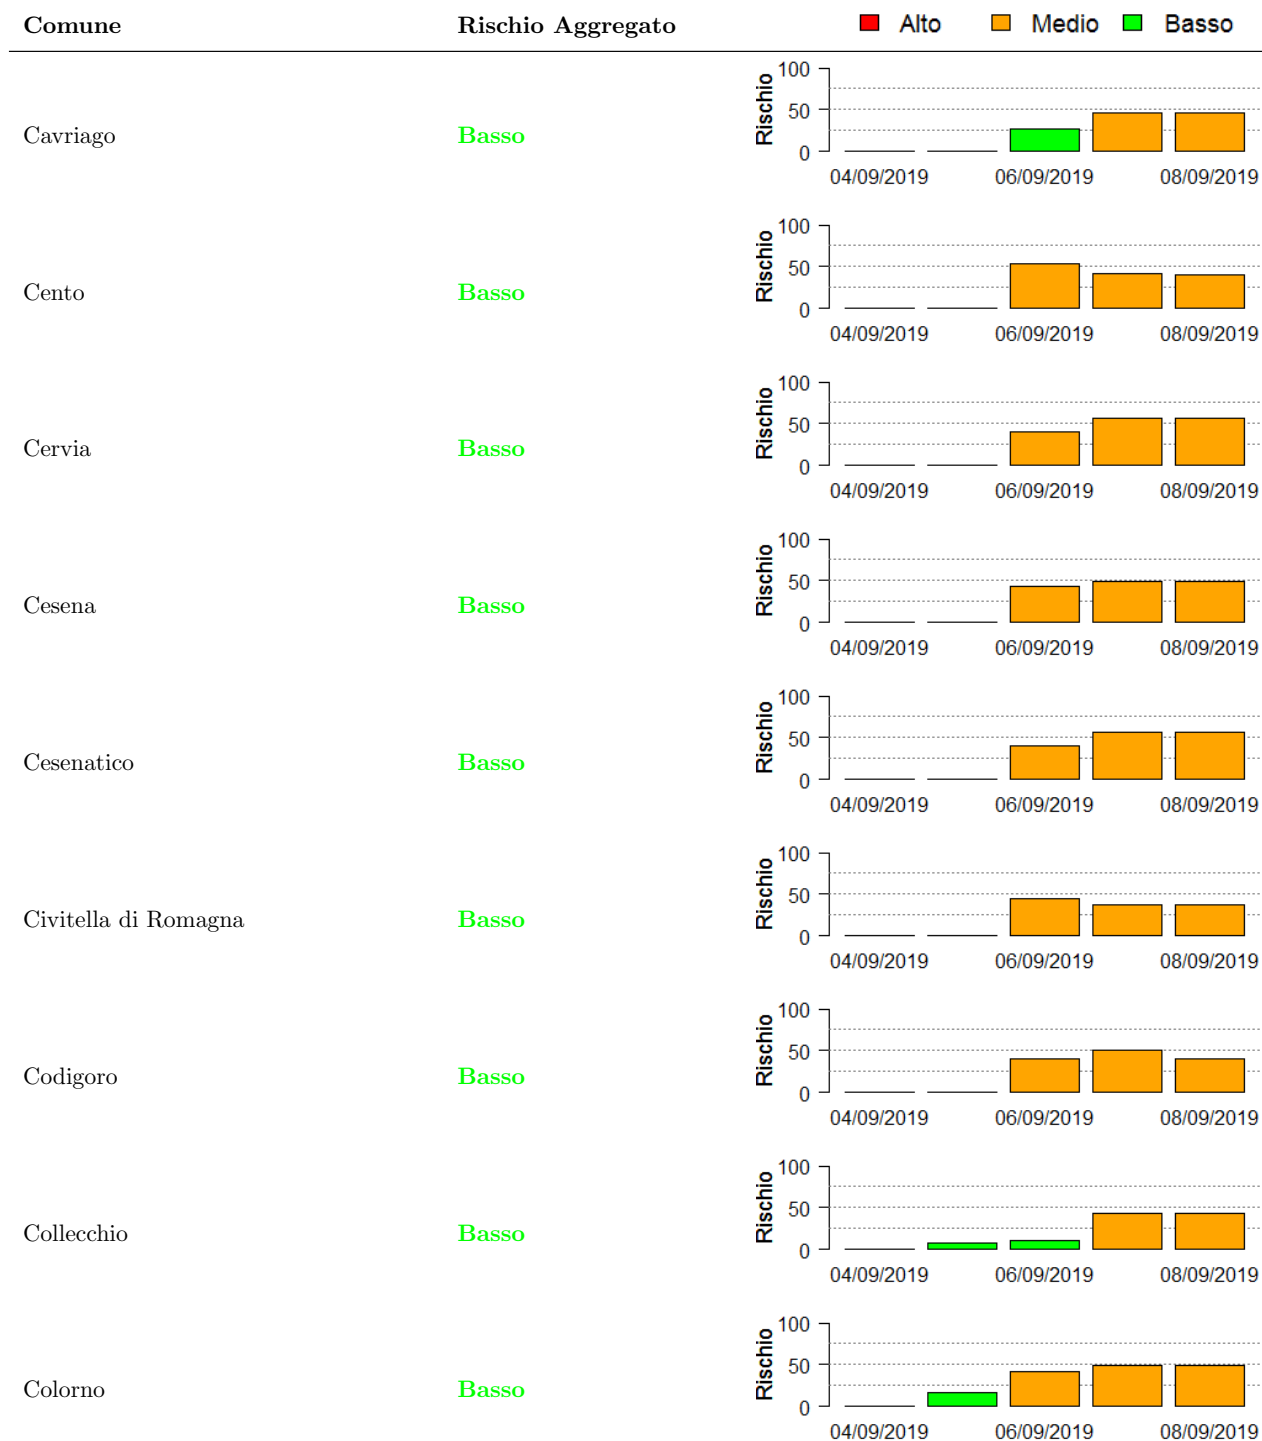 Comune Rischio Aggregato Alto Medio Basso
100
50
0
Rischio
Cavriago Basso
04/09/2019 06/09/2019 08/09/2019
100
50
0
Rischio
Cento Basso
04/09/2019 06/09/2019 08/09/2019
100
50
0
Rischio
Cervia Basso
04/09/2019 06/09/2019 08/09/2019
100
50
0
Rischio
Cesena Basso
04/09/2019 06/09/2019 08/09/2019
100
50
0
Rischio
Cesenatico Basso
04/09/2019 06/09/2019 08/09/2019
100
50
0
Rischio
Civitella di Romagna Basso
04/09/2019 06/09/2019 08/09/2019
100
50
0
Rischio
Codigoro Basso
04/09/2019 06/09/2019 08/09/2019
100
50
0
Rischio
Collecchio Basso
04/09/2019 06/09/2019 08/09/2019
100
50
0
Rischio
Colorno Basso
04/09/2019 06/09/2019 08/09/2019